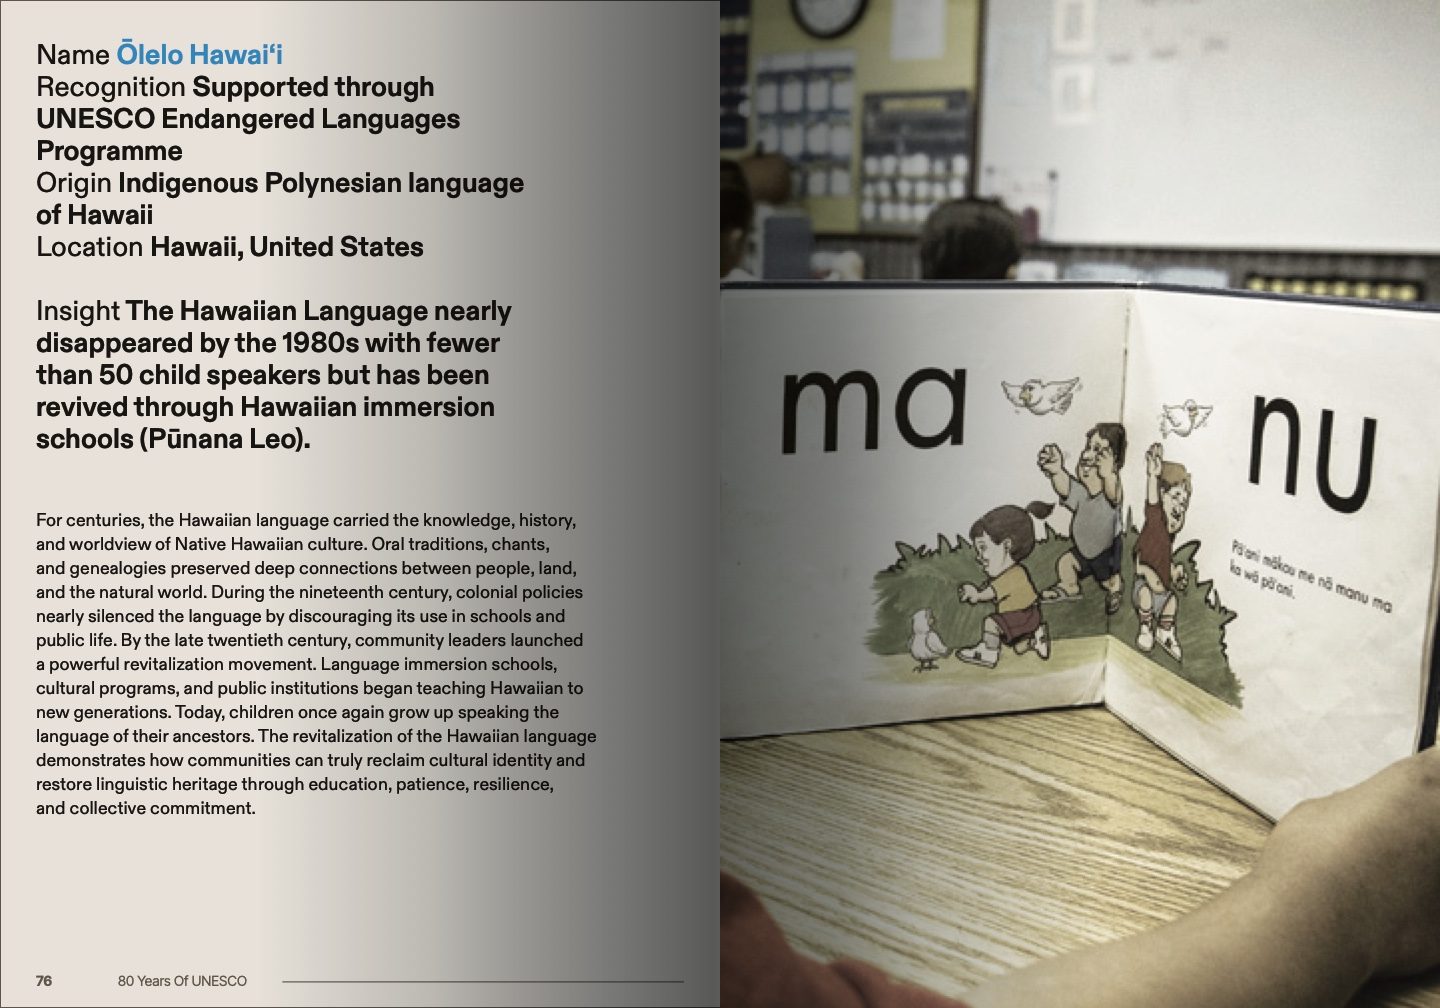 Name Ōlelo Hawaiʻi
Recognition Supported through
UNESCO Endangered Languages
Programme
Origin Indigenous Polynesian language
of Hawaii
Location Hawaii, United States
Insight The Hawaiian Language nearly
disappeared by the 1980s with fewer
than 50 child speakers but has been
revived through Hawaiian immersion
schools (Pūnana Leo).
For centuries, the Hawaiian language carried the knowledge, history,
and worldview of Native Hawaiian culture. Oral traditions, chants,
and genealogies preserved deep connections between people, land,
and the natural world. During the nineteenth century, colonial policies
nearly silenced the language by discouraging its use in schools and
public life. By the late twentieth century, community leaders launched
a powerful revitalization movement. Language immersion schools,
cultural programs, and public institutions began teaching Hawaiian to
new generations. Today, children once again grow up speaking the
language of their ancestors. The revitalization of the Hawaiian language
demonstrates how communities can truly reclaim cultural identity and
restore linguistic heritage through education, patience, resilience,
and collective commitment.
76 80 Years Of UNESCO
ma
nu
Pāʻani mākou me nā manu ma
ka wā pāʻani.